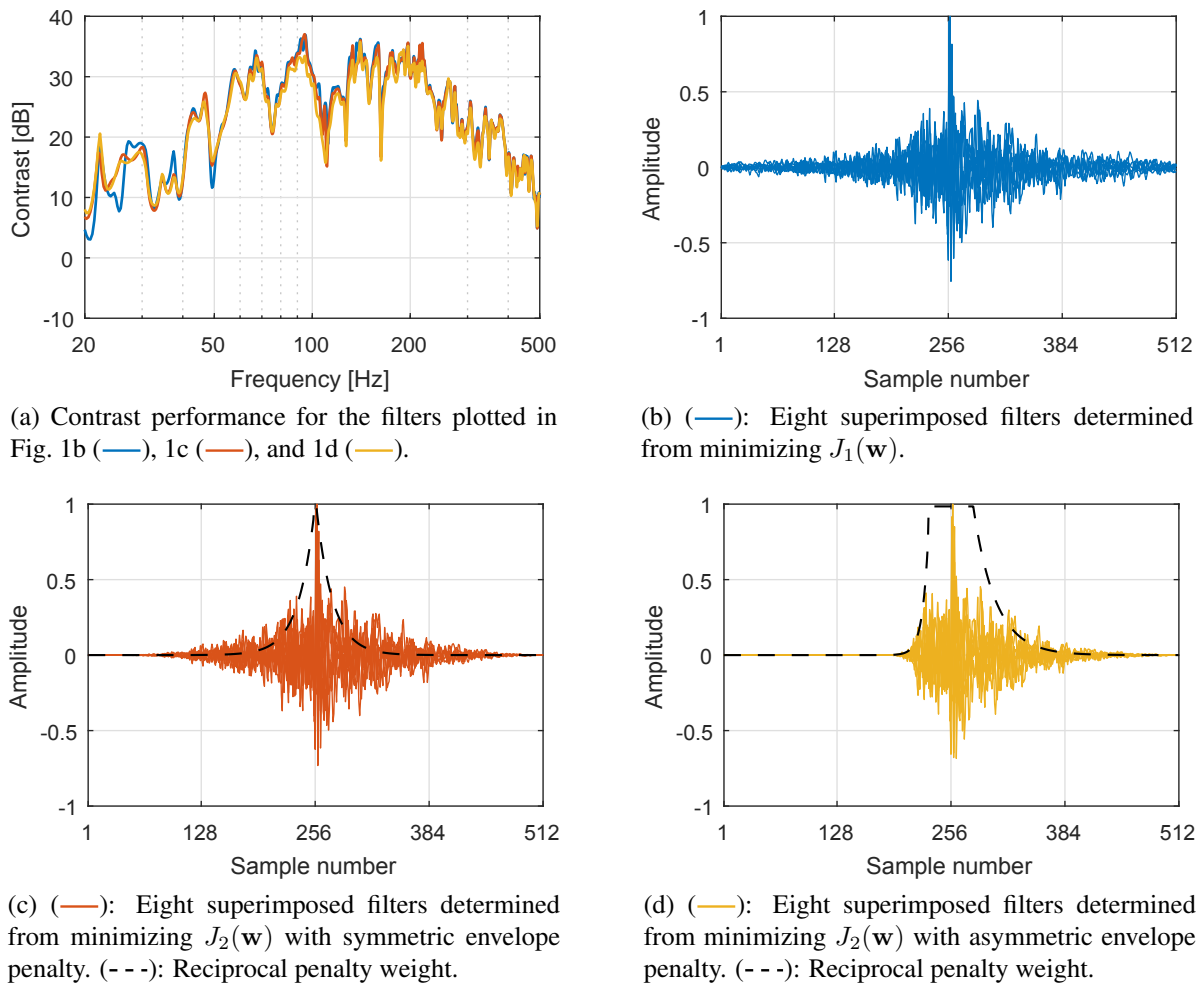 40
30
20
10
0
-10
Contrast [dB]
20 50 100 200 500
Frequency [Hz]
(a) Contrast performance for the filters plotted in
Fig. 1b (——), 1c (——), and 1d (——).
1
0.5
0
-0.5
-1
Amplitude
1 128 256 384 512
Sample number
(b) (——): Eight superimposed filters determined
from minimizing J₁(w).
1
0.5
0
-0.5
-1
Amplitude
1 128 256 384 512
Sample number
(c) (——): Eight superimposed filters determined
from minimizing J₂(w) with symmetric envelope
penalty. (- - -): Reciprocal penalty weight.
1
0.5
0
-0.5
-1
Amplitude
1 128 256 384 512
Sample number
(d) (——): Eight superimposed filters determined
from minimizing J₂(w) with asymmetric envelope
penalty. (- - -): Reciprocal penalty weight.